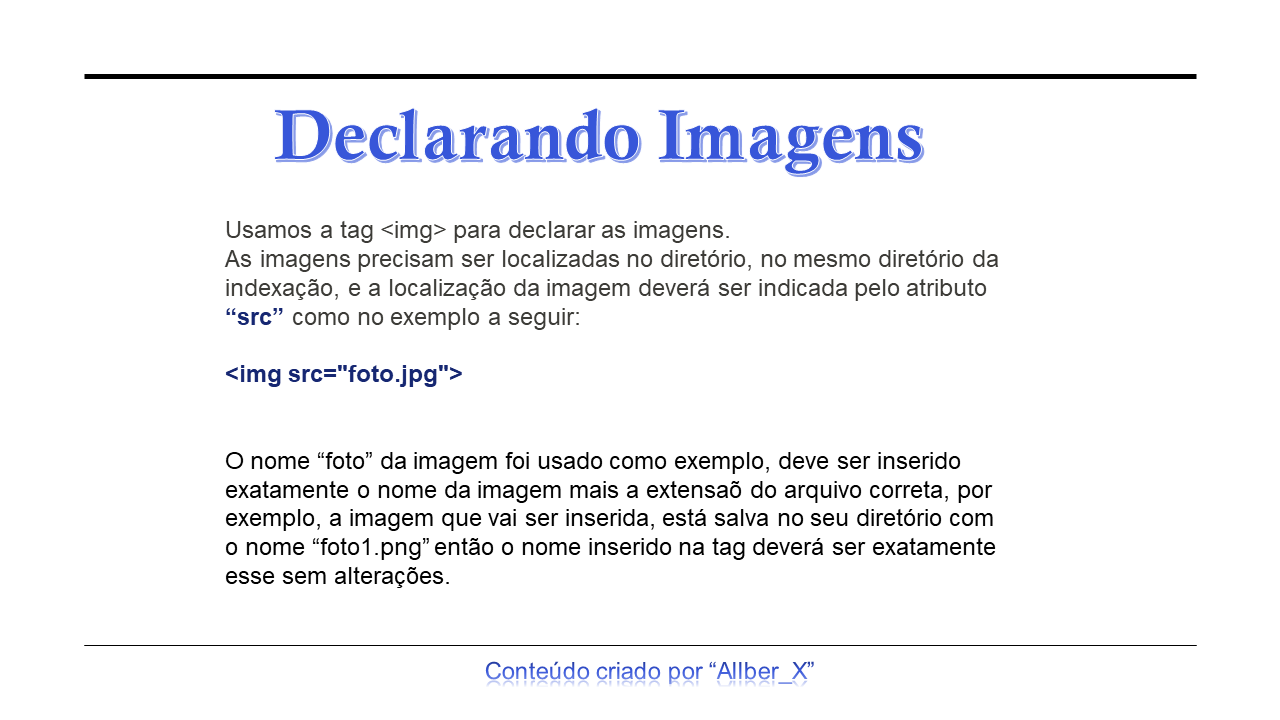 Declarando Imagens
Usamos a tag <img> para declarar as imagens.
As imagens precisam ser localizadas no diretório, no mesmo diretório da
indexação, e a localização da imagem deverá ser indicada pelo atributo
“src” como no exemplo a seguir:
<img src="foto.jpg">
O nome “foto” da imagem foi usado como exemplo, deve ser inserido
exatamente o nome da imagem mais a extensaõ do arquivo correta, por
exemplo, a imagem que vai ser inserida, está salva no seu diretório com
o nome “foto1.png” então o nome inserido na tag deverá ser exatamente
esse sem alterações.
Conteúdo criado por “Allber_X”